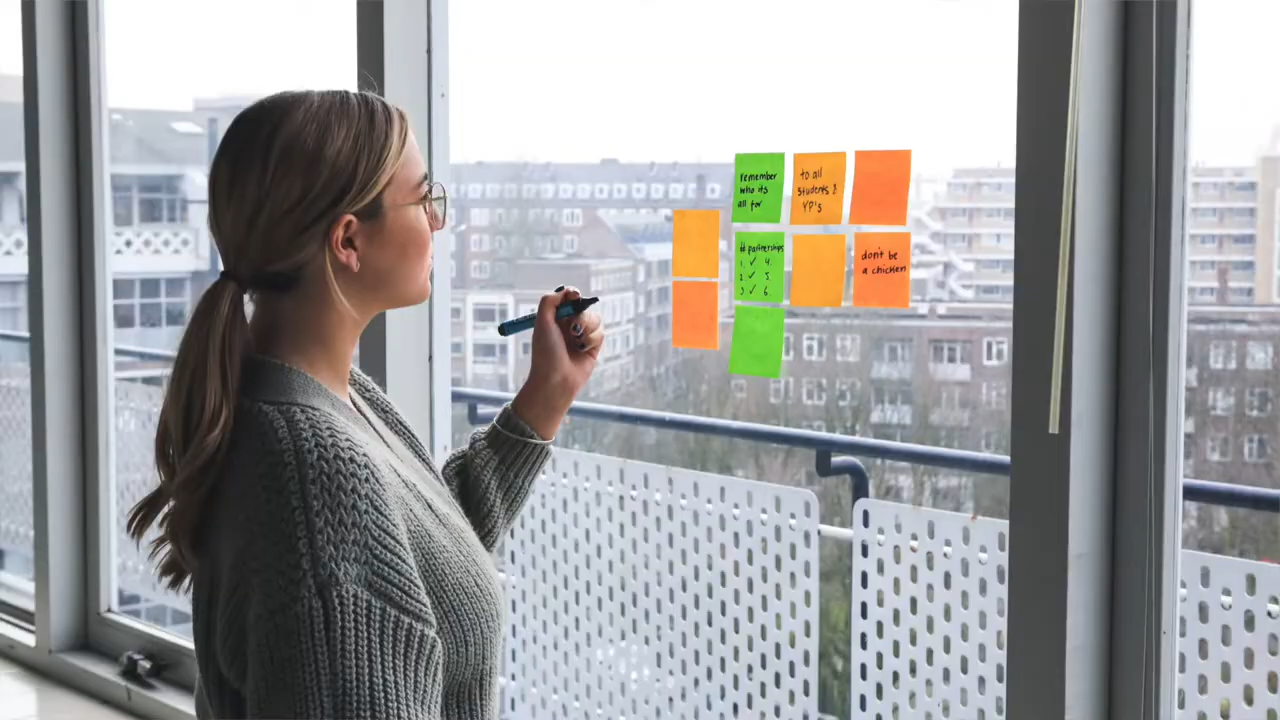 remember
who its
all for
to all
students &
YP's
# partnerships
1. ✓ 4.
2. ✓ 5.
3 ✓ 6.
don't be
a chicken